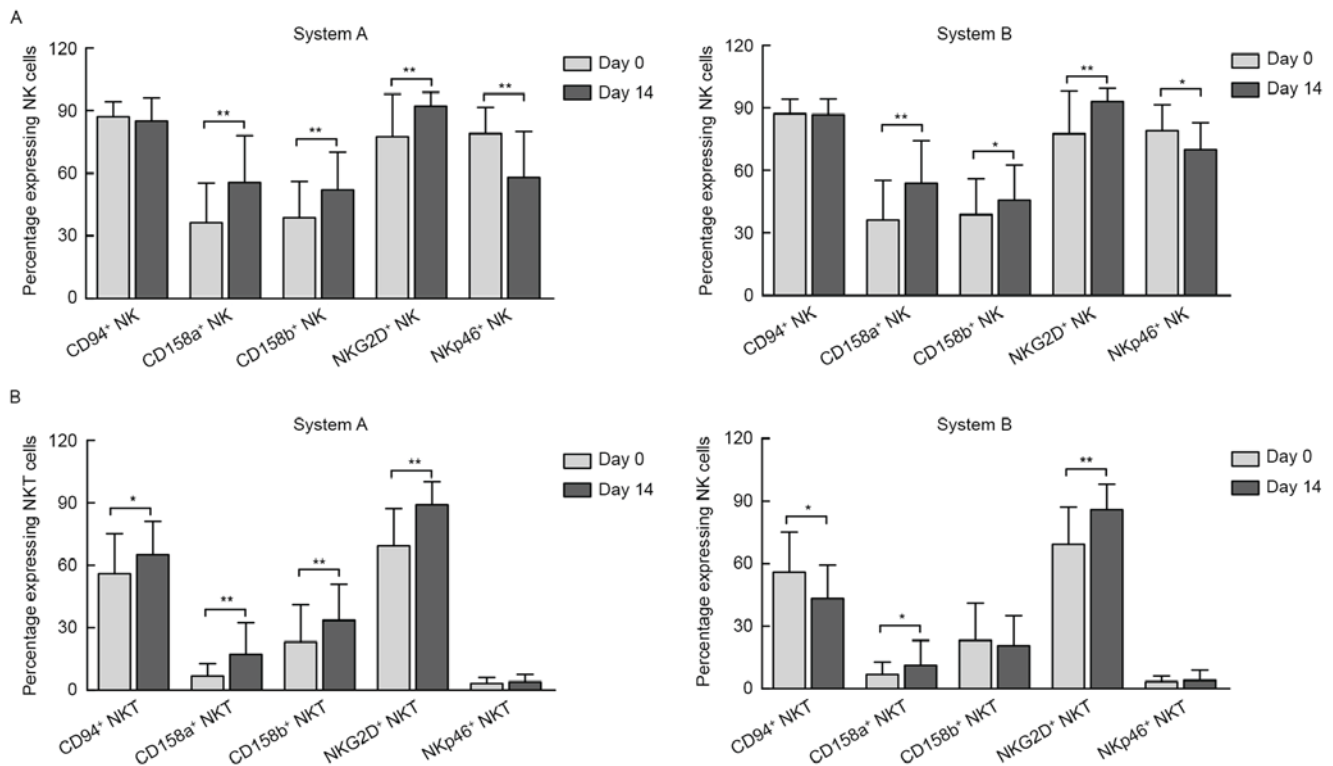 A
System A
Percentage expressing NK cells
120
90
60
30
0
** ** ** **
Day 0
Day 14
CD94⁺ NK
CD158a⁺ NK
CD158b⁺ NK
NKG2D⁺ NK
NKp46⁺ NK
System B
Percentage expressing NK cells
120
90
60
30
0
** * ** *
Day 0
Day 14
CD94⁺ NK
CD158a⁺ NK
CD158b⁺ NK
NKG2D⁺ NK
NKp46⁺ NK
B
System A
Percentage expressing NKT cells
120
90
60
30
0
* ** ** **
Day 0
Day 14
CD94⁺ NKT
CD158a⁺ NKT
CD158b⁺ NKT
NKG2D⁺ NKT
NKp46⁺ NKT
System B
Percentage expressing NK cells
120
90
60
30
0
* * **
Day 0
Day 14
CD94⁺ NKT
CD158a⁺ NKT
CD158b⁺ NKT
NKG2D⁺ NKT
NKp46⁺ NKT